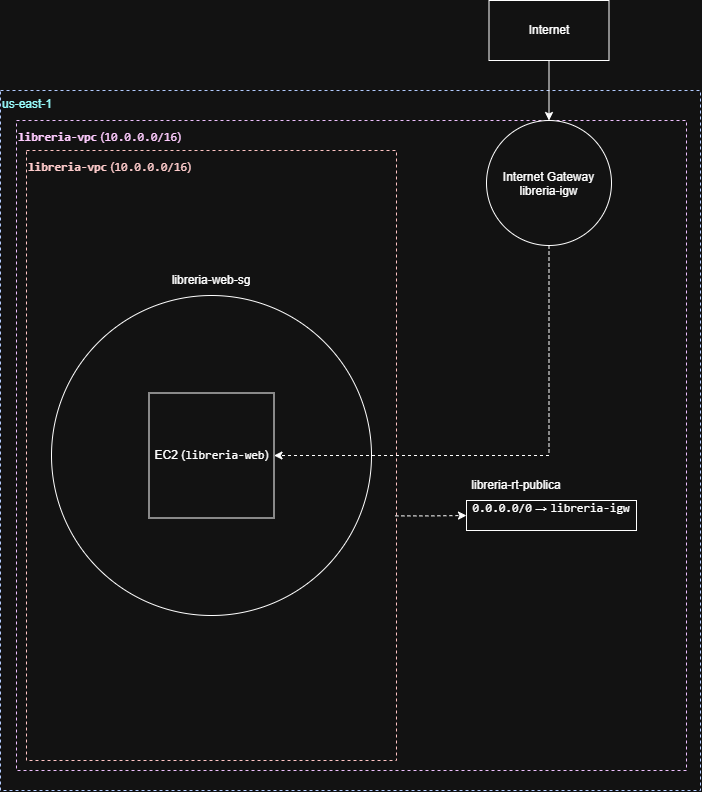 Internet
us-east-1
libreria-vpc (10.0.0.0/16)
libreria-vpc (10.0.0.0/16)
Internet Gateway
libreria-igw
libreria-web-sg
EC2 (libreria-web)
libreria-rt-publica
0.0.0.0/0 → libreria-igw